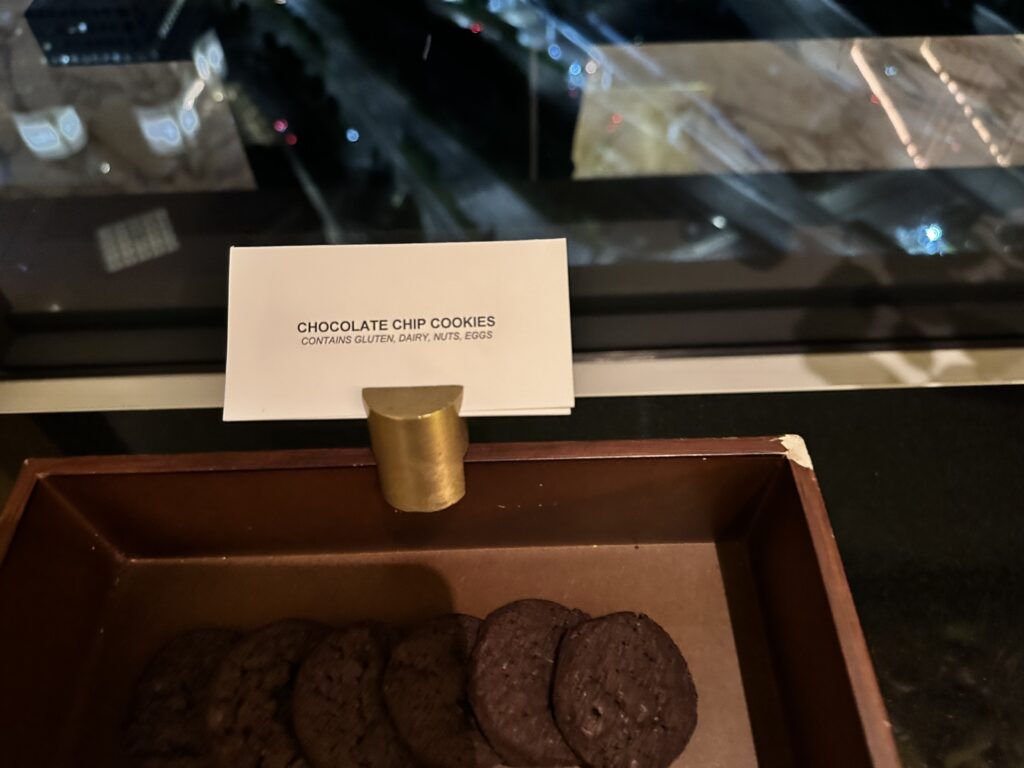 CHOCOLATE CHIP COOKIES
CONTAINS GLUTEN, DAIRY, NUTS, EGGS